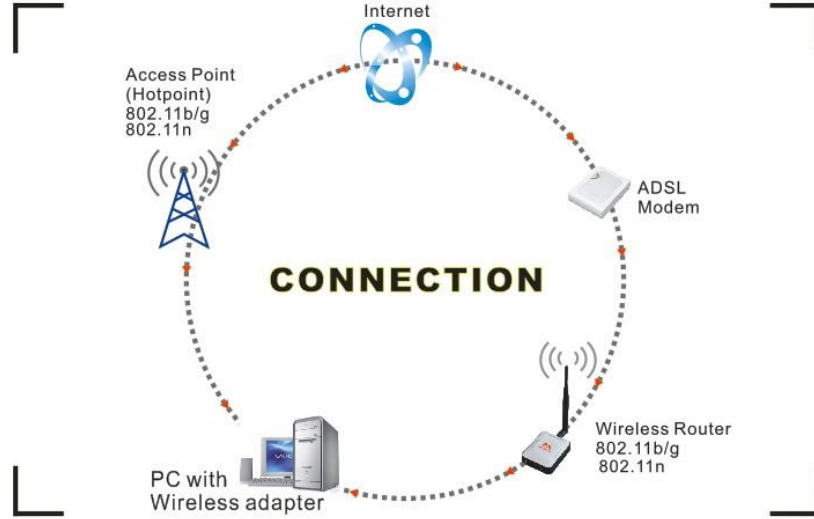 Internet
Access Point
(Hotpoint)
802.11b/g
802.11n
ADSL
Modem
CONNECTION
Wireless Router
802.11b/g
802.11n
PC with
Wireless adapter